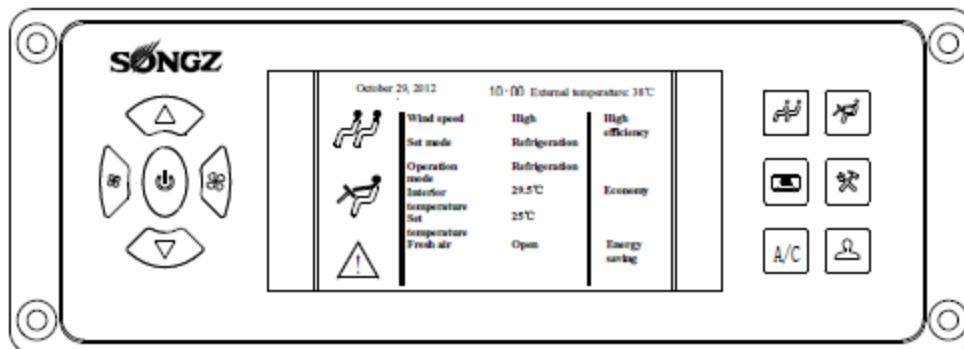 SONGZ
October 29, 2012 10:00 External temperature: 38℃
Wind speed High High efficiency
Set mode Refrigeration
Operation mode Refrigeration
Interior temperature 29.5℃ Economy
Set temperature 25℃
Fresh air Open Energy saving
A/C